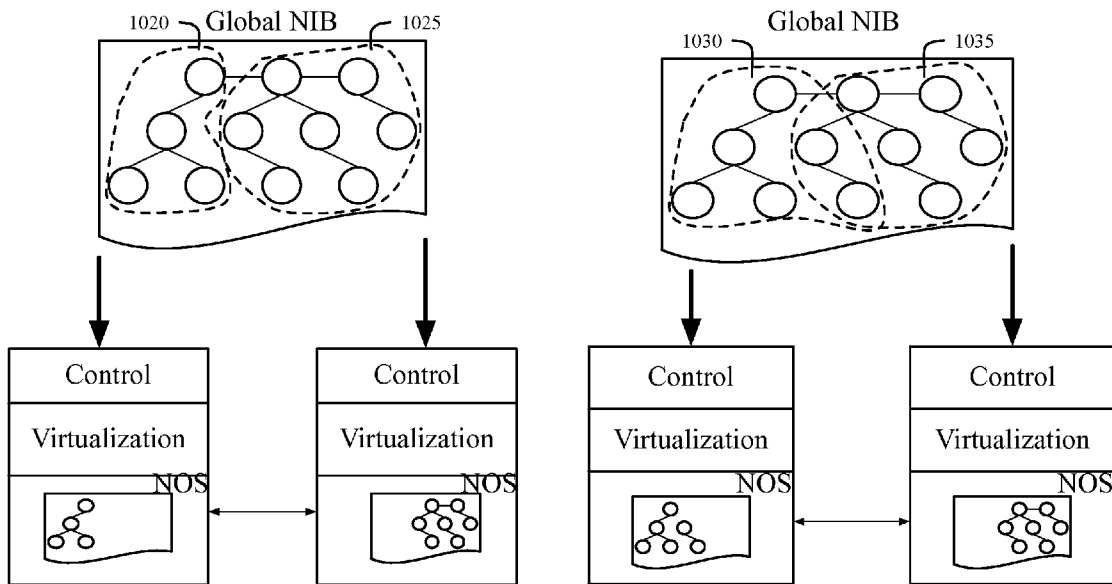 1020
Global NIB
1025
Control
Virtualization
NOS
Control
Virtualization
NOS
1030
Global NIB
1035
Control
Virtualization
NOS
Control
Virtualization
NOS